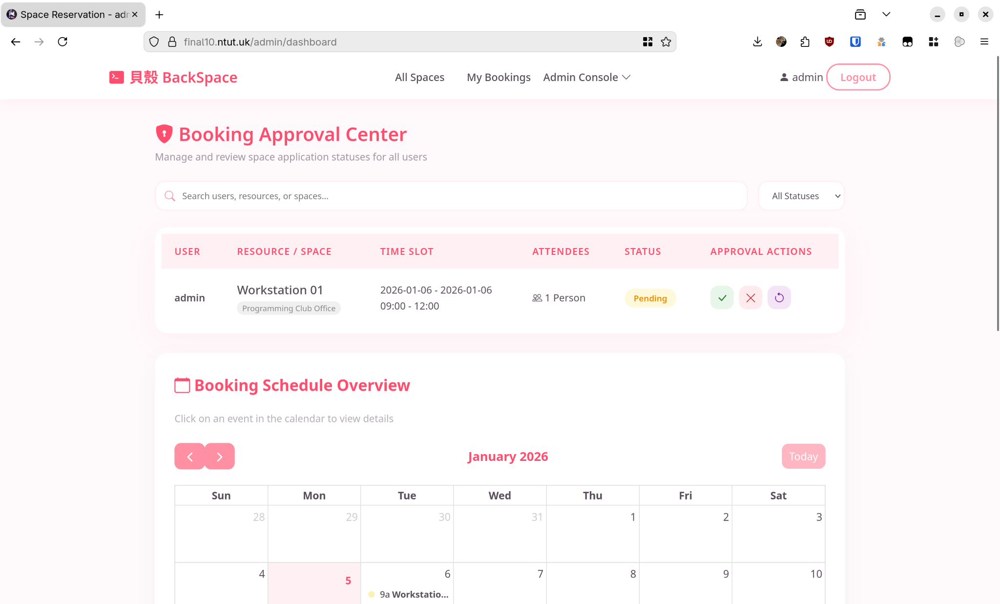 Space Reservation - adm
final10.ntut.uk/admin/dashboard
貝殼 BackSpace
All Spaces
My Bookings
Admin Console
admin
Logout
Booking Approval Center
Manage and review space application statuses for all users
Search users, resources, or spaces...
All Statuses
USER
RESOURCE / SPACE
TIME SLOT
ATTENDEES
STATUS
APPROVAL ACTIONS
admin
Workstation 01
Programming Club Office
2026-01-06 - 2026-01-06
09:00 - 12:00
1 Person
Pending
Booking Schedule Overview
Click on an event in the calendar to view details
January 2026
Today
Sun Mon Tue Wed Thu Fri Sat
28 29 30 31 1 2 3
4 5 6 7 8 9 10
9a Workstatio...